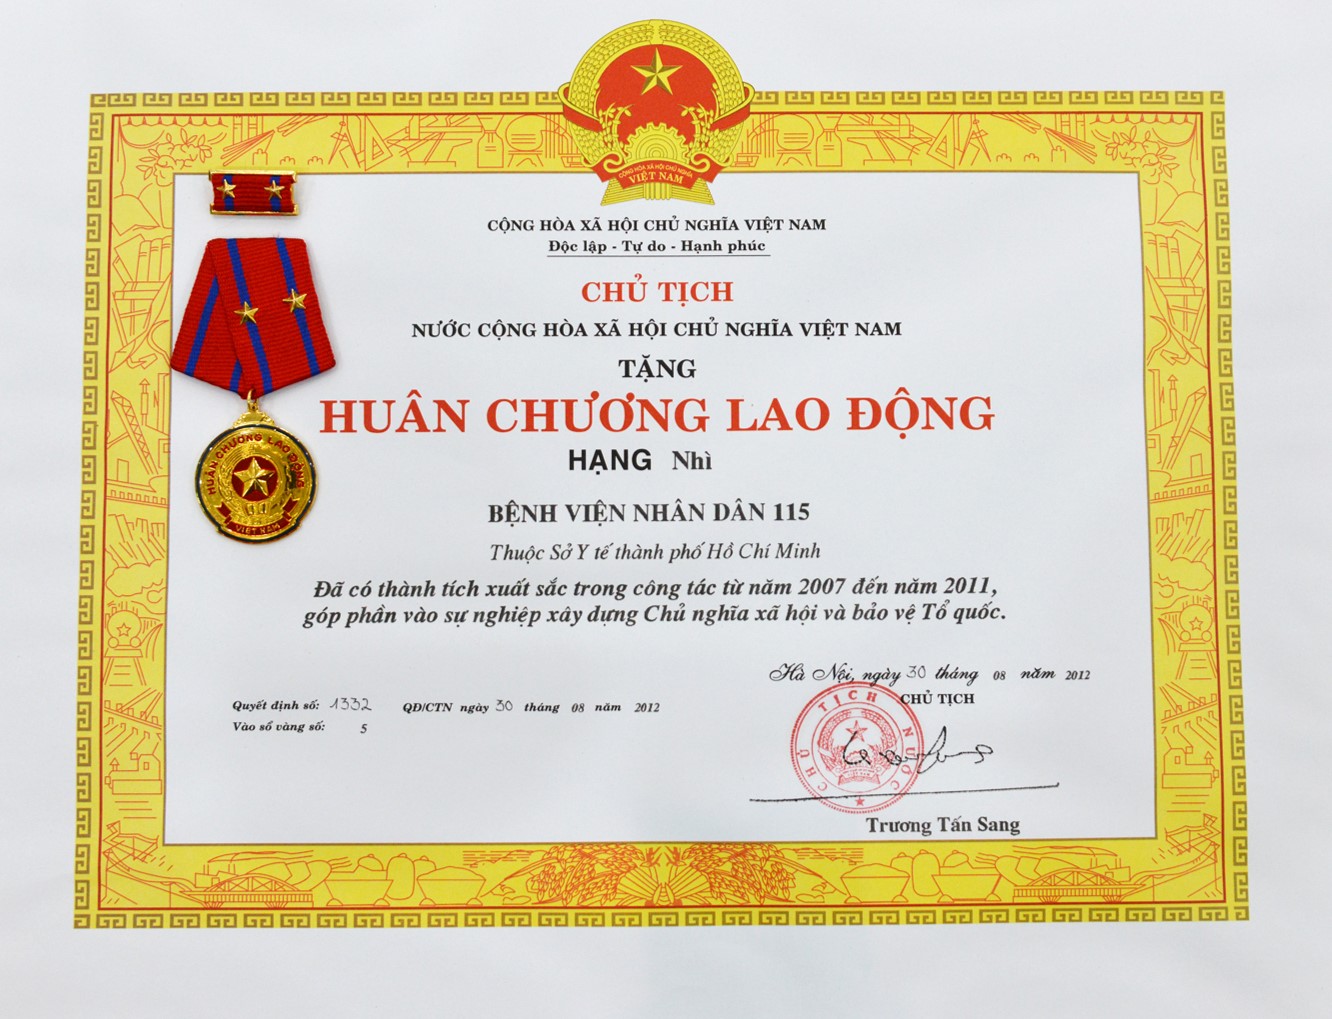 CỘNG HÒA XÃ HỘI CHỦ NGHĨA
VIỆT NAM
CỘNG HÒA XÃ HỘI CHỦ NGHĨA VIỆT NAM
Độc lập - Tự do - Hạnh phúc
CHỦ TỊCH
NƯỚC CỘNG HÒA XÃ HỘI CHỦ NGHĨA VIỆT NAM
TẶNG
HUÂN CHƯƠNG LAO ĐỘNG
HẠNG Nhì
HUÂN CHƯƠNG LAO ĐỘNG
VIỆT NAM
BỆNH VIỆN NHÂN DÂN 115
Thuộc Sở Y tế thành phố Hồ Chí Minh
Đã có thành tích xuất sắc trong công tác từ năm 2007 đến năm 2011,
góp phần vào sự nghiệp xây dựng Chủ nghĩa xã hội và bảo vệ Tổ quốc.
Hà Nội, ngày 30 tháng 08 năm 2012
CHỦ TỊCH
Quyết định số: 1332 QĐ/CTN ngày 30 tháng 08 năm 2012
Vào sổ vàng số: 5
CHỦ TỊCH NƯỚC
Trương Tấn Sang